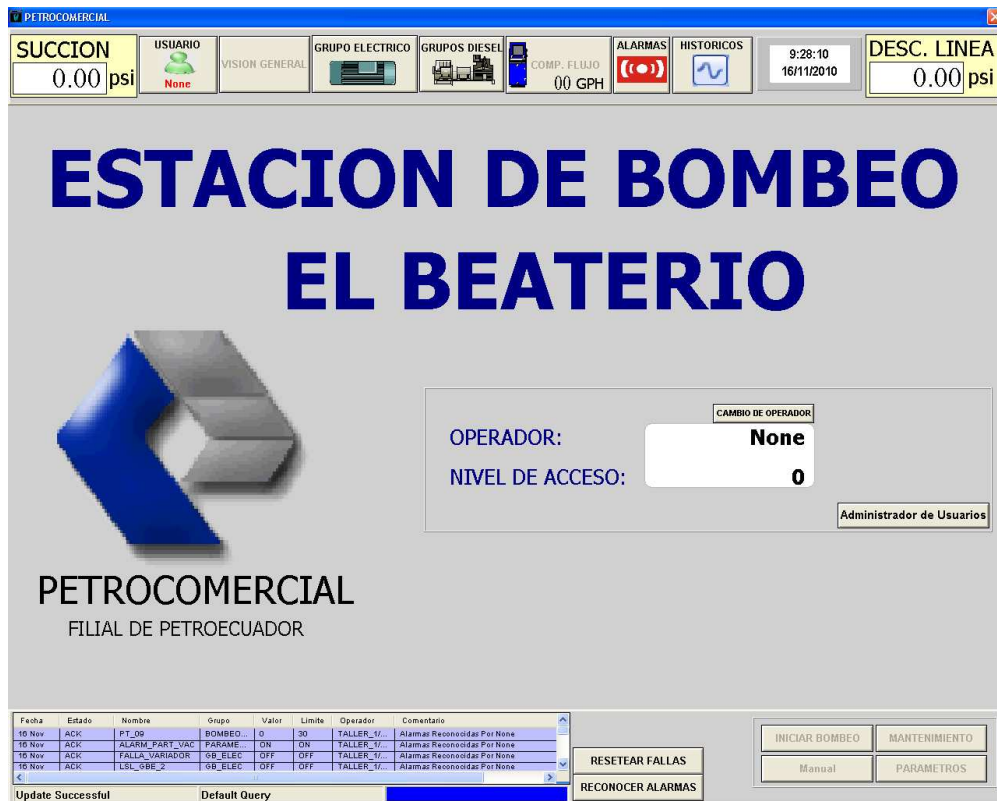 PETROCOMERCIAL
SUCCION
0.00 psi
USUARIO
None
VISION GENERAL
GRUPO ELECTRICO
GRUPOS DIESEL
COMP. FLUJO
00 GPH
ALARMAS
HISTORICOS
9:28:10
16/11/2010
DESC. LINEA
0.00 psi
ESTACION DE BOMBEO
EL BEATERIO
CAMBIO DE OPERADOR
OPERADOR: None
NIVEL DE ACCESO: 0
Administrador de Usuarios
PETROCOMERCIAL
FILIAL DE PETROECUADOR
Fecha Estado Nombre Grupo Valor Limite Operador Comentario
16 Nov ACK PT_09 BOMBEO... 0 30 TALLER_1/... Alarmas Reconocidas Por None
16 Nov ACK ALARM_PART_VAC PARAME... ON ON TALLER_1/... Alarmas Reconocidas Por None
16 Nov ACK FALLA_VARIADOR GB_ELEC OFF OFF TALLER_1/... Alarmas Reconocidas Por None
16 Nov ACK LSL_GBE_2 GB_ELEC OFF OFF TALLER_1/... Alarmas Reconocidas Por None
Update Successful Default Query
RESETEAR FALLAS
RECONOCER ALARMAS
INICIAR BOMBEO
MANTENIMIENTO
Manual
PARAMETROS